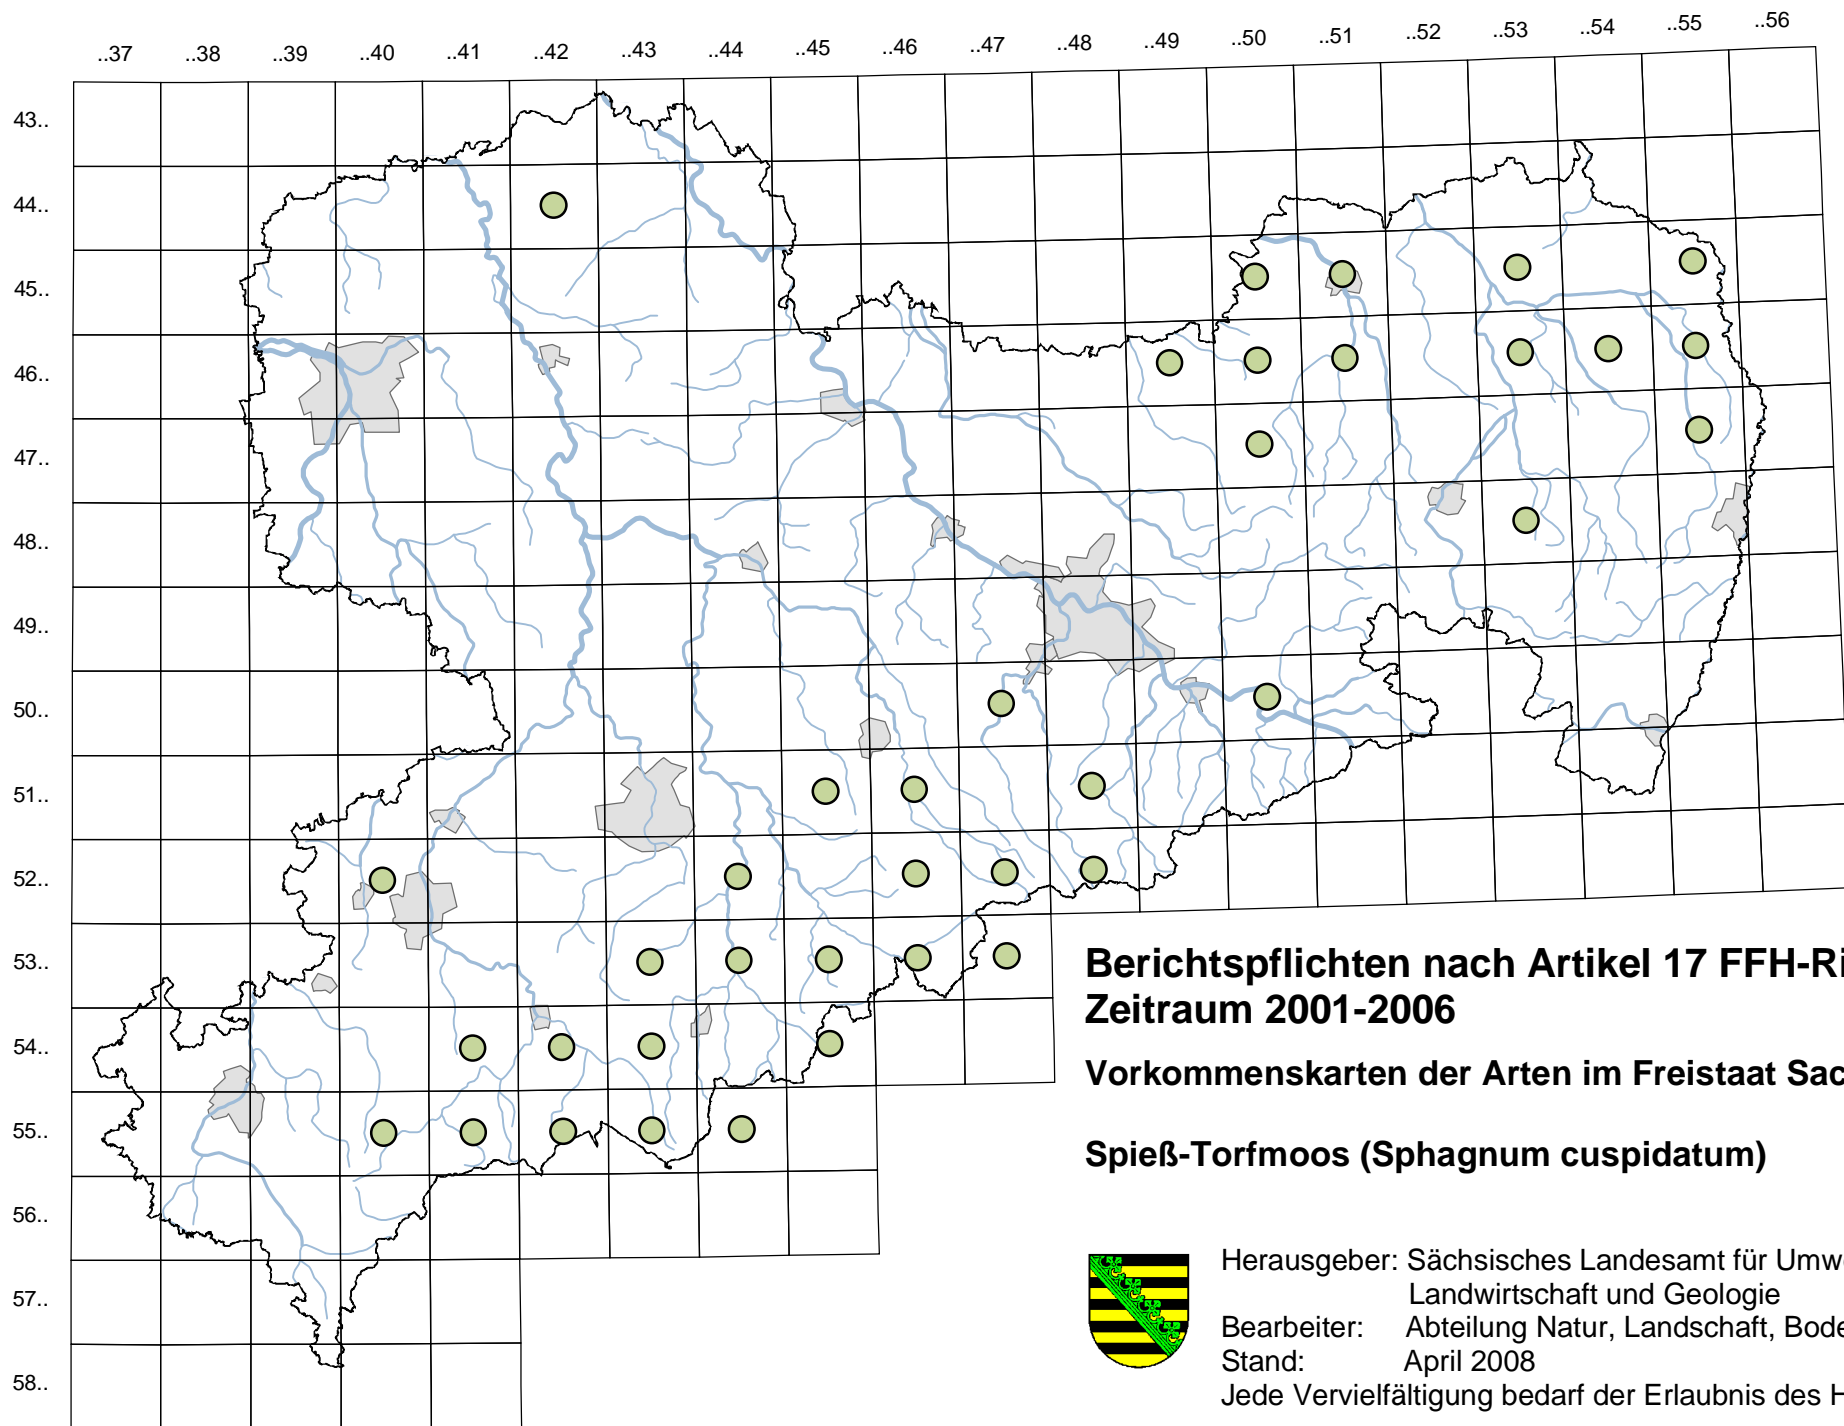 ..37 ..38 ..39 ..40 ..41 ..42 ..43 ..44 ..45 ..46 ..47 ..48 ..49 ..50 ..51 ..52 ..53 ..54 ..55 ..56
43..
44..
45..
46..
47..
48..
49..
50..
51..
52..
53..
54..
55..
56..
57..
58..
Berichtspflichten nach Artikel 17 FFH-Ri
Zeitraum 2001-2006
Vorkommenskarten der Arten im Freistaat Sac
Spieß-Torfmoos (Sphagnum cuspidatum)
Herausgeber: Sächsisches Landesamt für Umwe
Landwirtschaft und Geologie
Bearbeiter: Abteilung Natur, Landschaft, Bode
Stand: April 2008
Jede Vervielfältigung bedarf der Erlaubnis des H